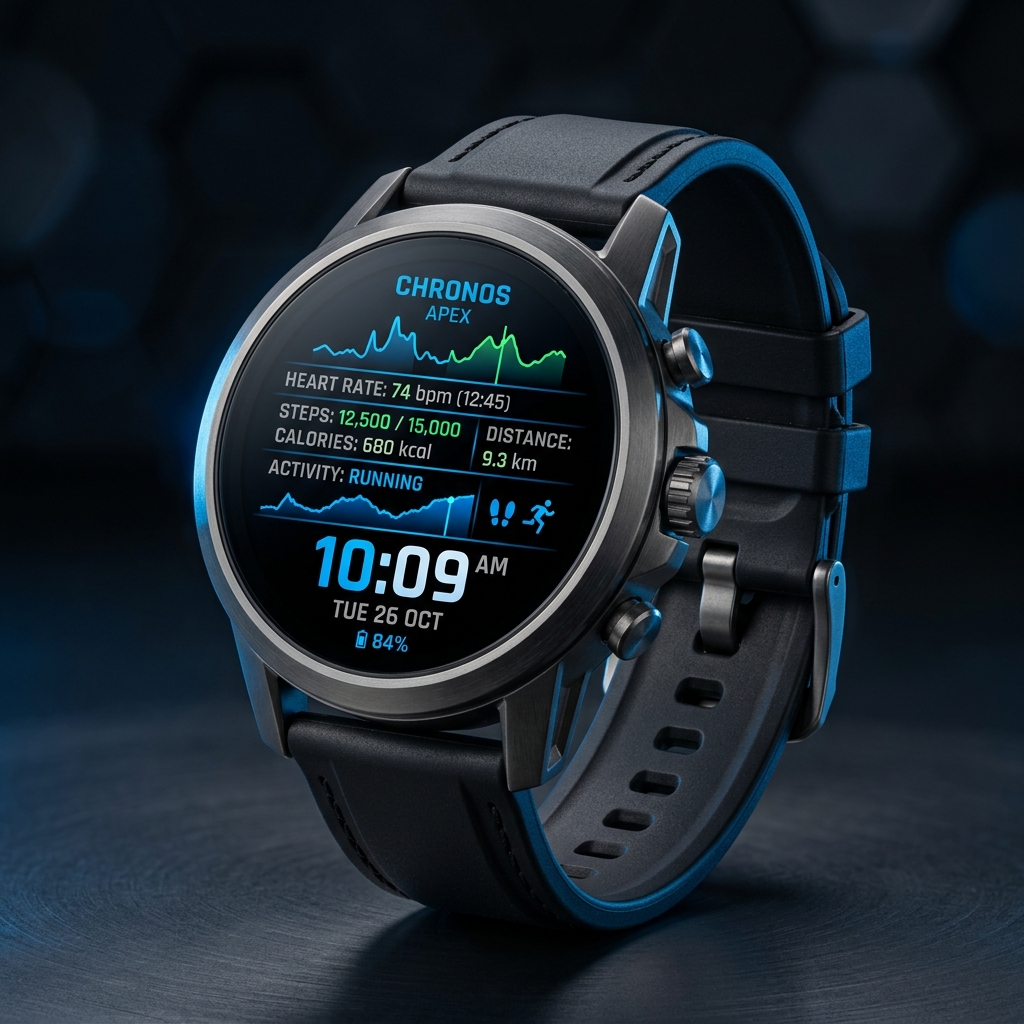 CHRONOS
APEX
HEART RATE: 74 bpm (12:45)
STEPS: 12,500 / 15,000
CALORIES: 680 kcal
DISTANCE:
9.3 km
ACTIVITY: RUNNING
10:09 AM
TUE 26 OCT
84%